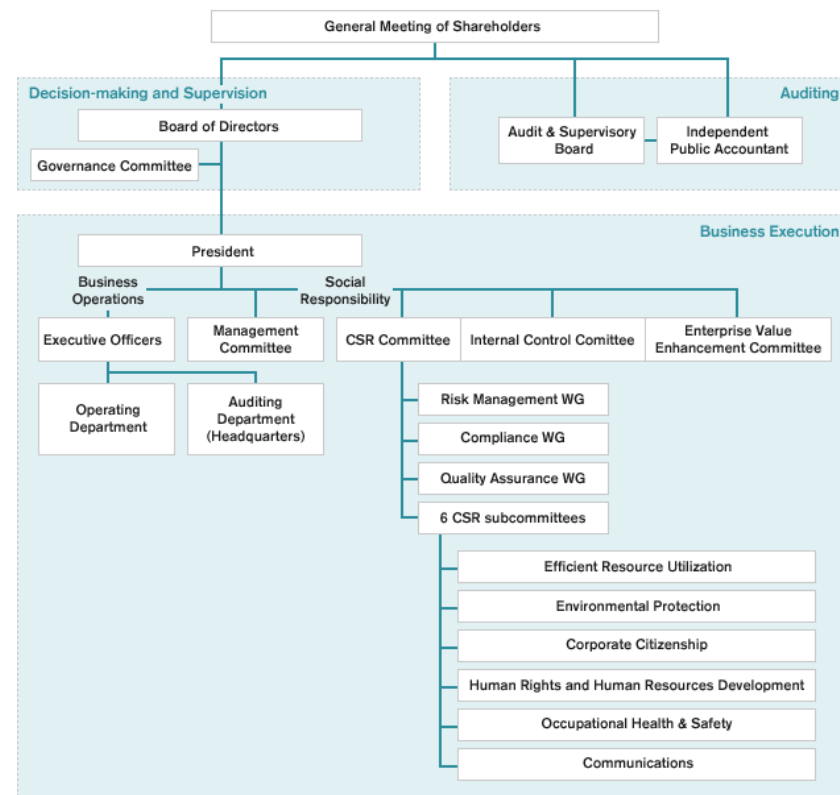 General Meeting of Shareholders
Decision-making and Supervision
Auditing
Board of Directors
Governance Committee
Audit & Supervisory
Board
Independent
Public Accountant
Business Execution
President
Business
Operations
Social
Responsibility
Executive Officers
Management
Committee
CSR Committee
Internal Control Comittee
Enterprise Value
Enhancement Committee
Operating
Department
Auditing
Department
(Headquarters)
Risk Management WG
Compliance WG
Quality Assurance WG
6 CSR subcommittees
Efficient Resource Utilization
Environmental Protection
Corporate Citizenship
Human Rights and Human Resources Development
Occupational Health & Safety
Communications